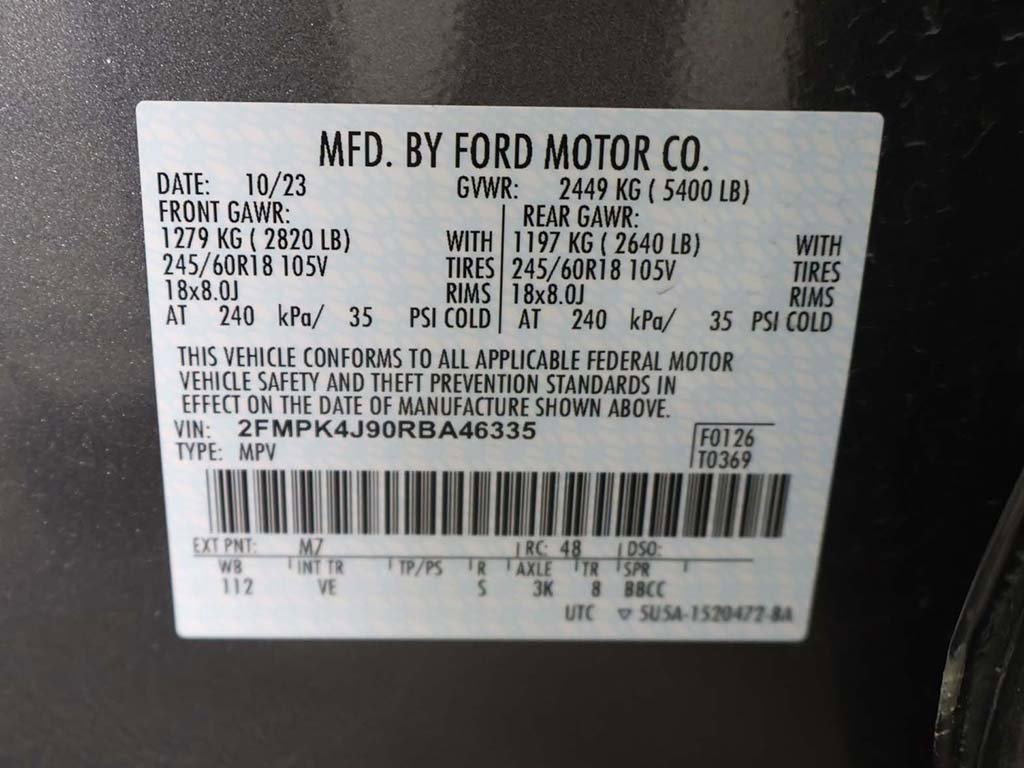 MFD. BY FORD MOTOR CO.
DATE: 10/23 GVWR: 2449 KG ( 5400 LB)
FRONT GAWR: REAR GAWR:
1279 KG ( 2820 LB) WITH 1197 KG ( 2640 LB) WITH
245/60R18 105V TIRES 245/60R18 105V TIRES
18x8.0J RIMS 18x8.0J RIMS
AT 240 kPa/ 35 PSI COLD AT 240 kPa/ 35 PSI COLD
THIS VEHICLE CONFORMS TO ALL APPLICABLE FEDERAL MOTOR
VEHICLE SAFETY AND THEFT PREVENTION STANDARDS IN
EFFECT ON THE DATE OF MANUFACTURE SHOWN ABOVE.
VIN: 2FMPK4J90RBA46335 F0126
TYPE: MPV T0369
EXT PNT: M7 RC: 48 DSO:
WB INT TR TP/PS R AXLE TR SPR
112 VE S 3K 8 BBCC
UTC ▽ 5U5A-1520472-BA